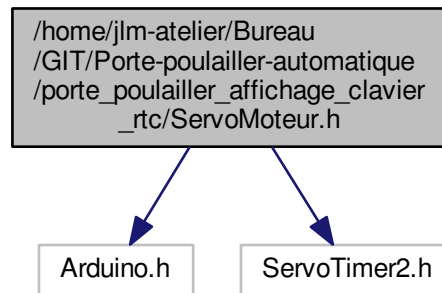 /home/jlm-atelier/Bureau
/GIT/Porte-poulailler-automatique
/porte_poulailler_affichage_clavier
_rtc/ServoMoteur.h
Arduino.h
ServoTimer2.h